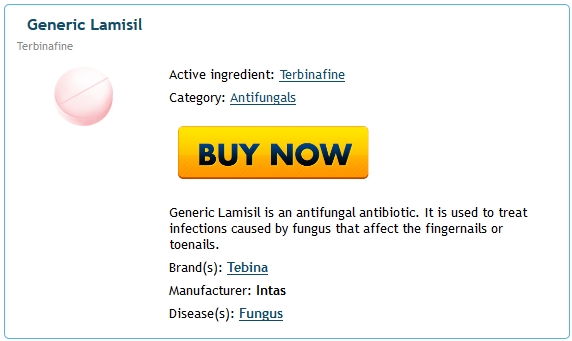 Generic Lamisil
Terbinafine
Active ingredient: Terbinafine
Category: Antifungals
BUY NOW
Generic Lamisil is an antifungal antibiotic. It is used to treat
infections caused by fungus that affect the fingernails or
toenails.
Brand(s): Tebina
Manufacturer: Intas
Disease(s): Fungus